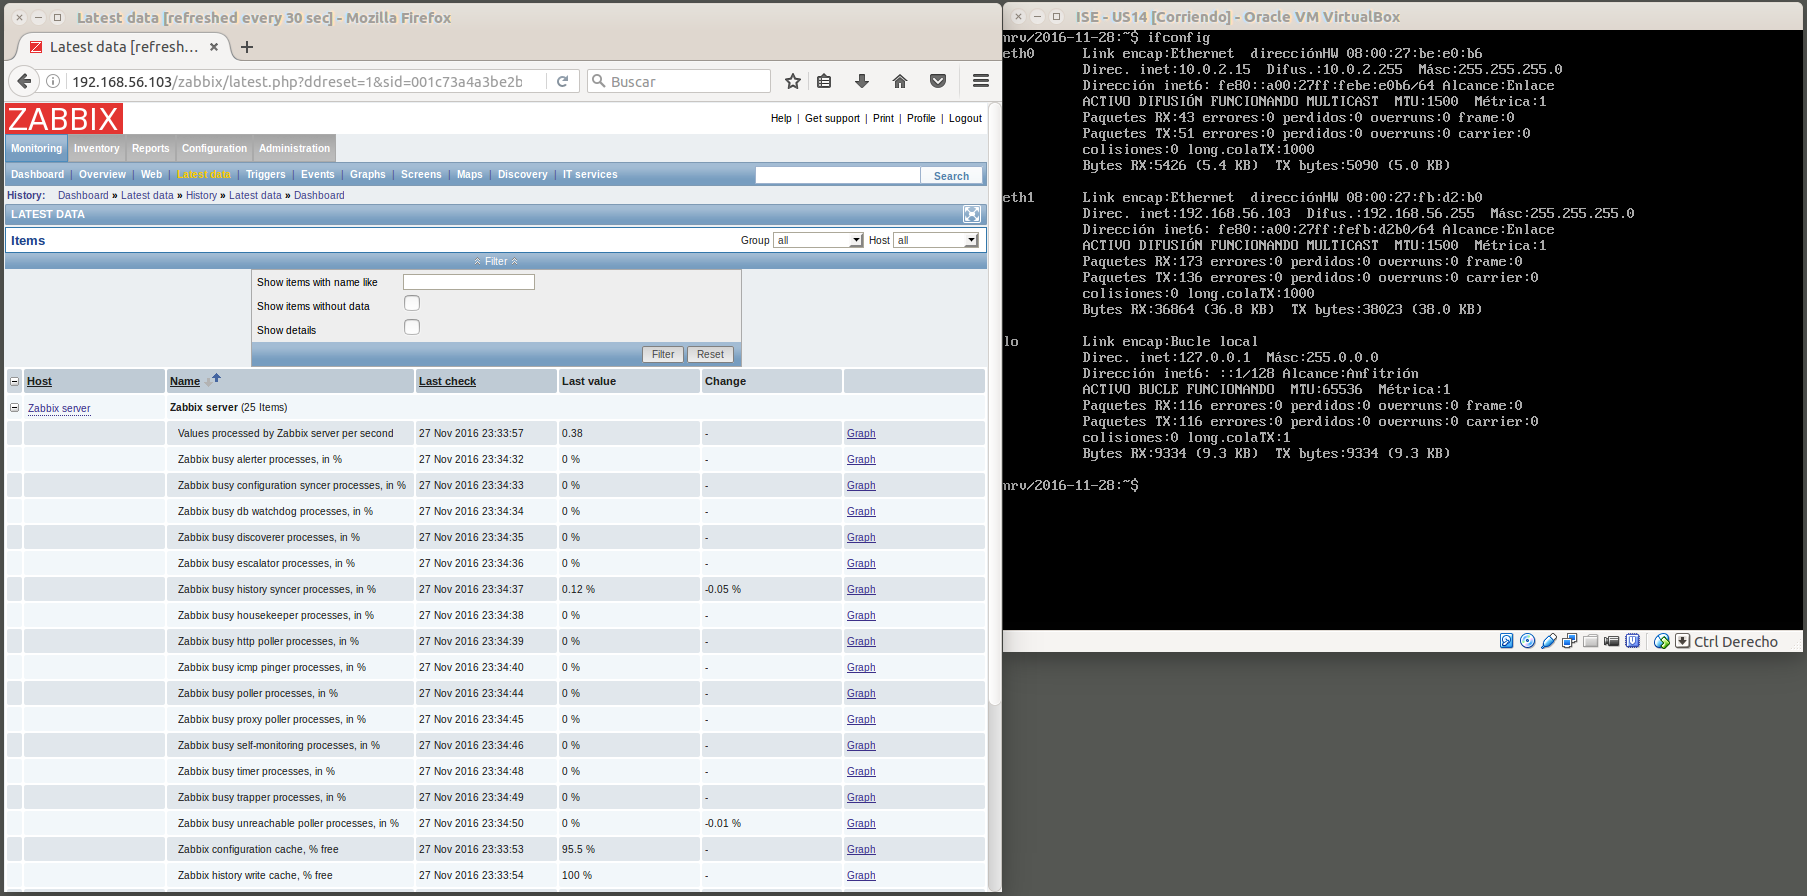 Latest data [refreshed every 30 sec] - Mozilla Firefox
Latest data [refresh...
192.168.56.103/zabbix/latest.php?ddreset=1&sid=001c73a4a3be2b
Buscar
ZABBIX
Help | Get support | Print | Profile | Logout
Monitoring Inventory Reports Configuration Administration
Dashboard | Overview | Web | Latest data | Triggers | Events | Graphs | Screens | Maps | Discovery | IT services Search
History: Dashboard » Latest data » History » Latest data » Dashboard
LATEST DATA
Items Group all Host all
Filter
Show items with name like
Show items without data
Show details
Filter Reset
Host Name Last check Last value Change
Zabbix server Zabbix server (25 Items)
Values processed by Zabbix server per second 27 Nov 2016 23:33:57 0.38 - Graph
Zabbix busy alerter processes, in % 27 Nov 2016 23:34:32 0 % - Graph
Zabbix busy configuration syncer processes, in % 27 Nov 2016 23:34:33 0 % - Graph
Zabbix busy db watchdog processes, in % 27 Nov 2016 23:34:34 0 % - Graph
Zabbix busy discoverer processes, in % 27 Nov 2016 23:34:35 0 % - Graph
Zabbix busy escalator processes, in % 27 Nov 2016 23:34:36 0 % - Graph
Zabbix busy history syncer processes, in % 27 Nov 2016 23:34:37 0.12 % -0.05 % Graph
Zabbix busy housekeeper processes, in % 27 Nov 2016 23:34:38 0 % - Graph
Zabbix busy http poller processes, in % 27 Nov 2016 23:34:39 0 % - Graph
Zabbix busy icmp pinger processes, in % 27 Nov 2016 23:34:40 0 % - Graph
Zabbix busy poller processes, in % 27 Nov 2016 23:34:44 0 % - Graph
Zabbix busy proxy poller processes, in % 27 Nov 2016 23:34:45 0 % - Graph
Zabbix busy self-monitoring processes, in % 27 Nov 2016 23:34:46 0 % - Graph
Zabbix busy timer processes, in % 27 Nov 2016 23:34:48 0 % - Graph
Zabbix busy trapper processes, in % 27 Nov 2016 23:34:49 0 % - Graph
Zabbix busy unreachable poller processes, in % 27 Nov 2016 23:34:50 0 % -0.01 % Graph
Zabbix configuration cache, % free 27 Nov 2016 23:33:53 95.5 % - Graph
Zabbix history write cache, % free 27 Nov 2016 23:33:54 100 % - Graph
ISE - US14 [Corriendo] - Oracle VM VirtualBox
mrv/2016-11-28:~$ ifconfig
eth0 Link encap:Ethernet direcciónHW 08:00:27:be:e0:b6
Direc. inet:10.0.2.15 Difus.:10.0.2.255 Másc:255.255.255.0
Dirección inet6: fe80::a00:27ff:febe:e0b6/64 Alcance:Enlace
ACTIVO DIFUSIÓN FUNCIONANDO MULTICAST MTU:1500 Métrica:1
Paquetes RX:43 errores:0 perdidos:0 overruns:0 frame:0
Paquetes TX:51 errores:0 perdidos:0 overruns:0 carrier:0
colisiones:0 long.colaTX:1000
Bytes RX:5426 (5.4 KB) TX bytes:5090 (5.0 KB)
eth1 Link encap:Ethernet direcciónHW 08:00:27:fb:d2:b0
Direc. inet:192.168.56.103 Difus.:192.168.56.255 Másc:255.255.255.0
Dirección inet6: fe80::a00:27ff:fefb:d2b0/64 Alcance:Enlace
ACTIVO DIFUSIÓN FUNCIONANDO MULTICAST MTU:1500 Métrica:1
Paquetes RX:173 errores:0 perdidos:0 overruns:0 frame:0
Paquetes TX:136 errores:0 perdidos:0 overruns:0 carrier:0
colisiones:0 long.colaTX:1000
Bytes RX:36864 (36.8 KB) TX bytes:38023 (38.0 KB)
lo Link encap:Bucle local
Direc. inet:127.0.0.1 Másc:255.0.0.0
Dirección inet6: ::1/128 Alcance:Anfitrión
ACTIVO BUCLE FUNCIONANDO MTU:65536 Métrica:1
Paquetes RX:116 errores:0 perdidos:0 overruns:0 frame:0
Paquetes TX:116 errores:0 perdidos:0 overruns:0 carrier:0
colisiones:0 long.colaTX:1
Bytes RX:9334 (9.3 KB) TX bytes:9334 (9.3 KB)
mrv/2016-11-28:~$
Ctrl Derecho